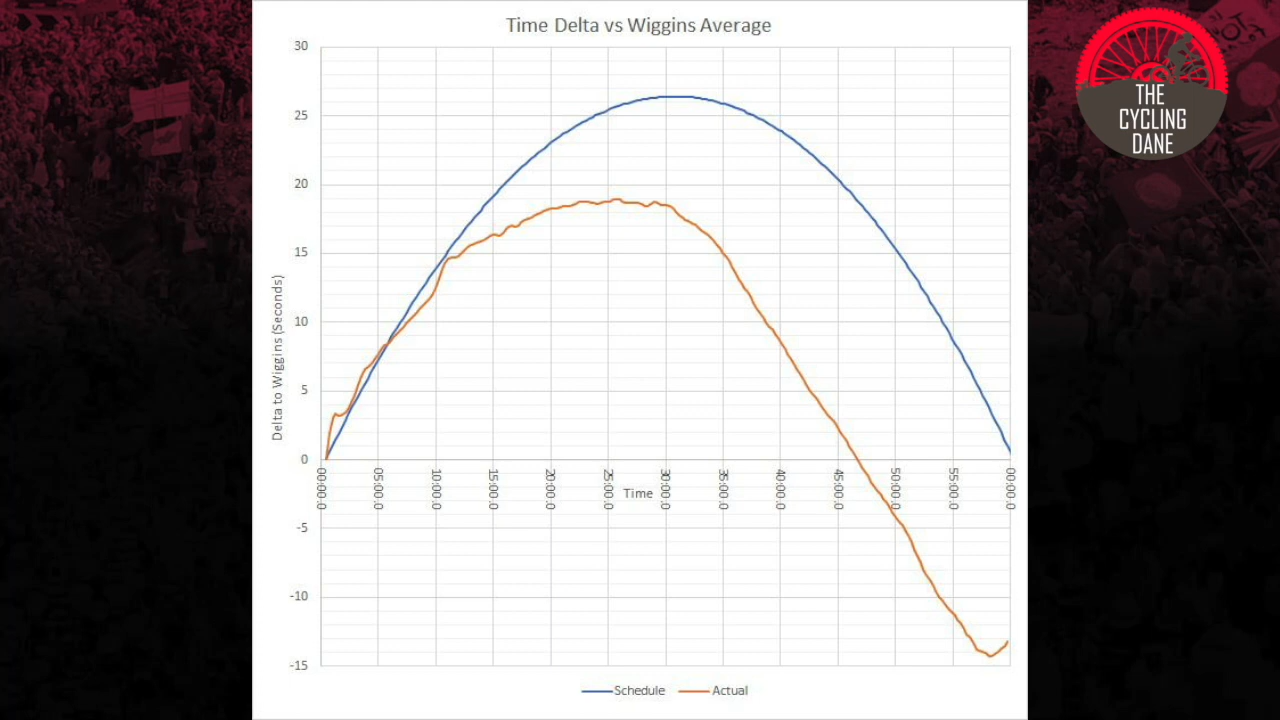 Time Delta vs Wiggins Average
THE
CYCLING
DANE
Delta to Wiggins (Seconds)
30
25
20
15
10
5
0
-5
-10
-15
00:00.0
05:00.0
10:00.0
15:00.0
20:00.0
25:00.0
30:00.0
35:00.0
40:00.0
45:00.0
50:00.0
55:00.0
00:00.0
Time
Schedule
Actual